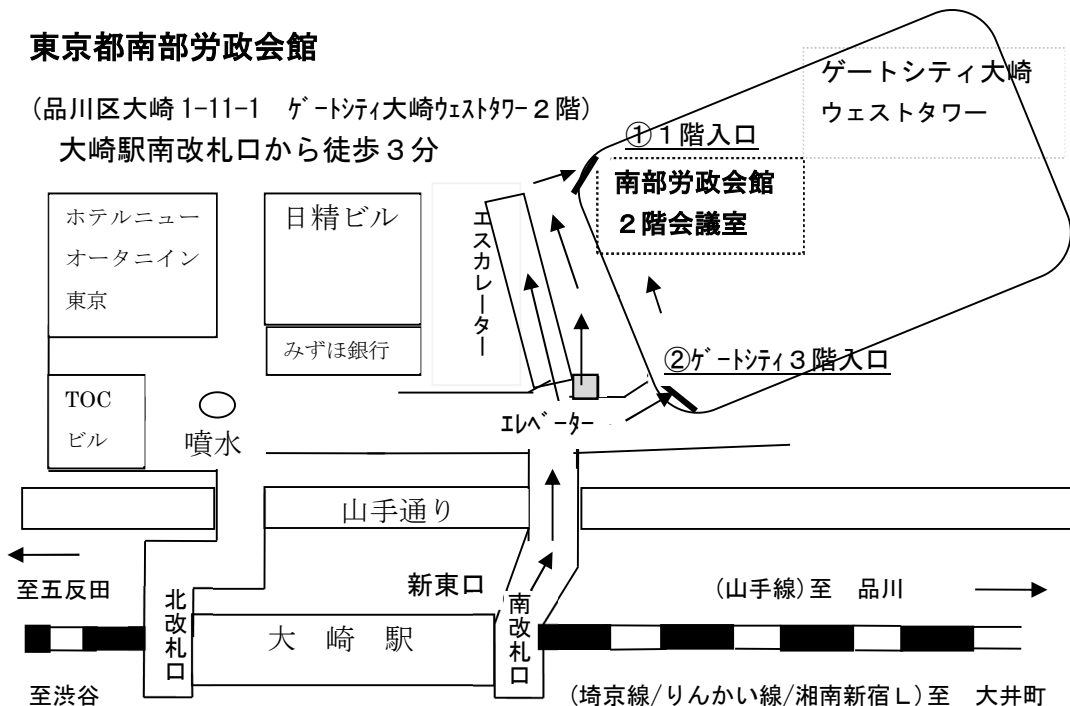 東京都南部労政会館
(品川区大崎 1-11-1　ｹﾞｰﾄｼﾃｨ大崎ｳｪｽﾄﾀﾜｰ２階)
大崎駅南改札口から徒歩３分
ゲートシティ大崎
ウェストタワー
①１階入口
南部労政会館
２階会議室
ホテルニュー
オータニイン
東京
日精ビル
エスカレーター
みずほ銀行
②ｹﾞｰﾄｼﾃｨ３階入口
TOC
ビル
噴水
ｴﾚﾍﾞｰﾀｰ
山手通り
至五反田
新東口
(山手線)至　品川
北改札口
大　崎　駅
南改札口
至渋谷
(埼京線/りんかい線/湘南新宿Ｌ)至　大井町